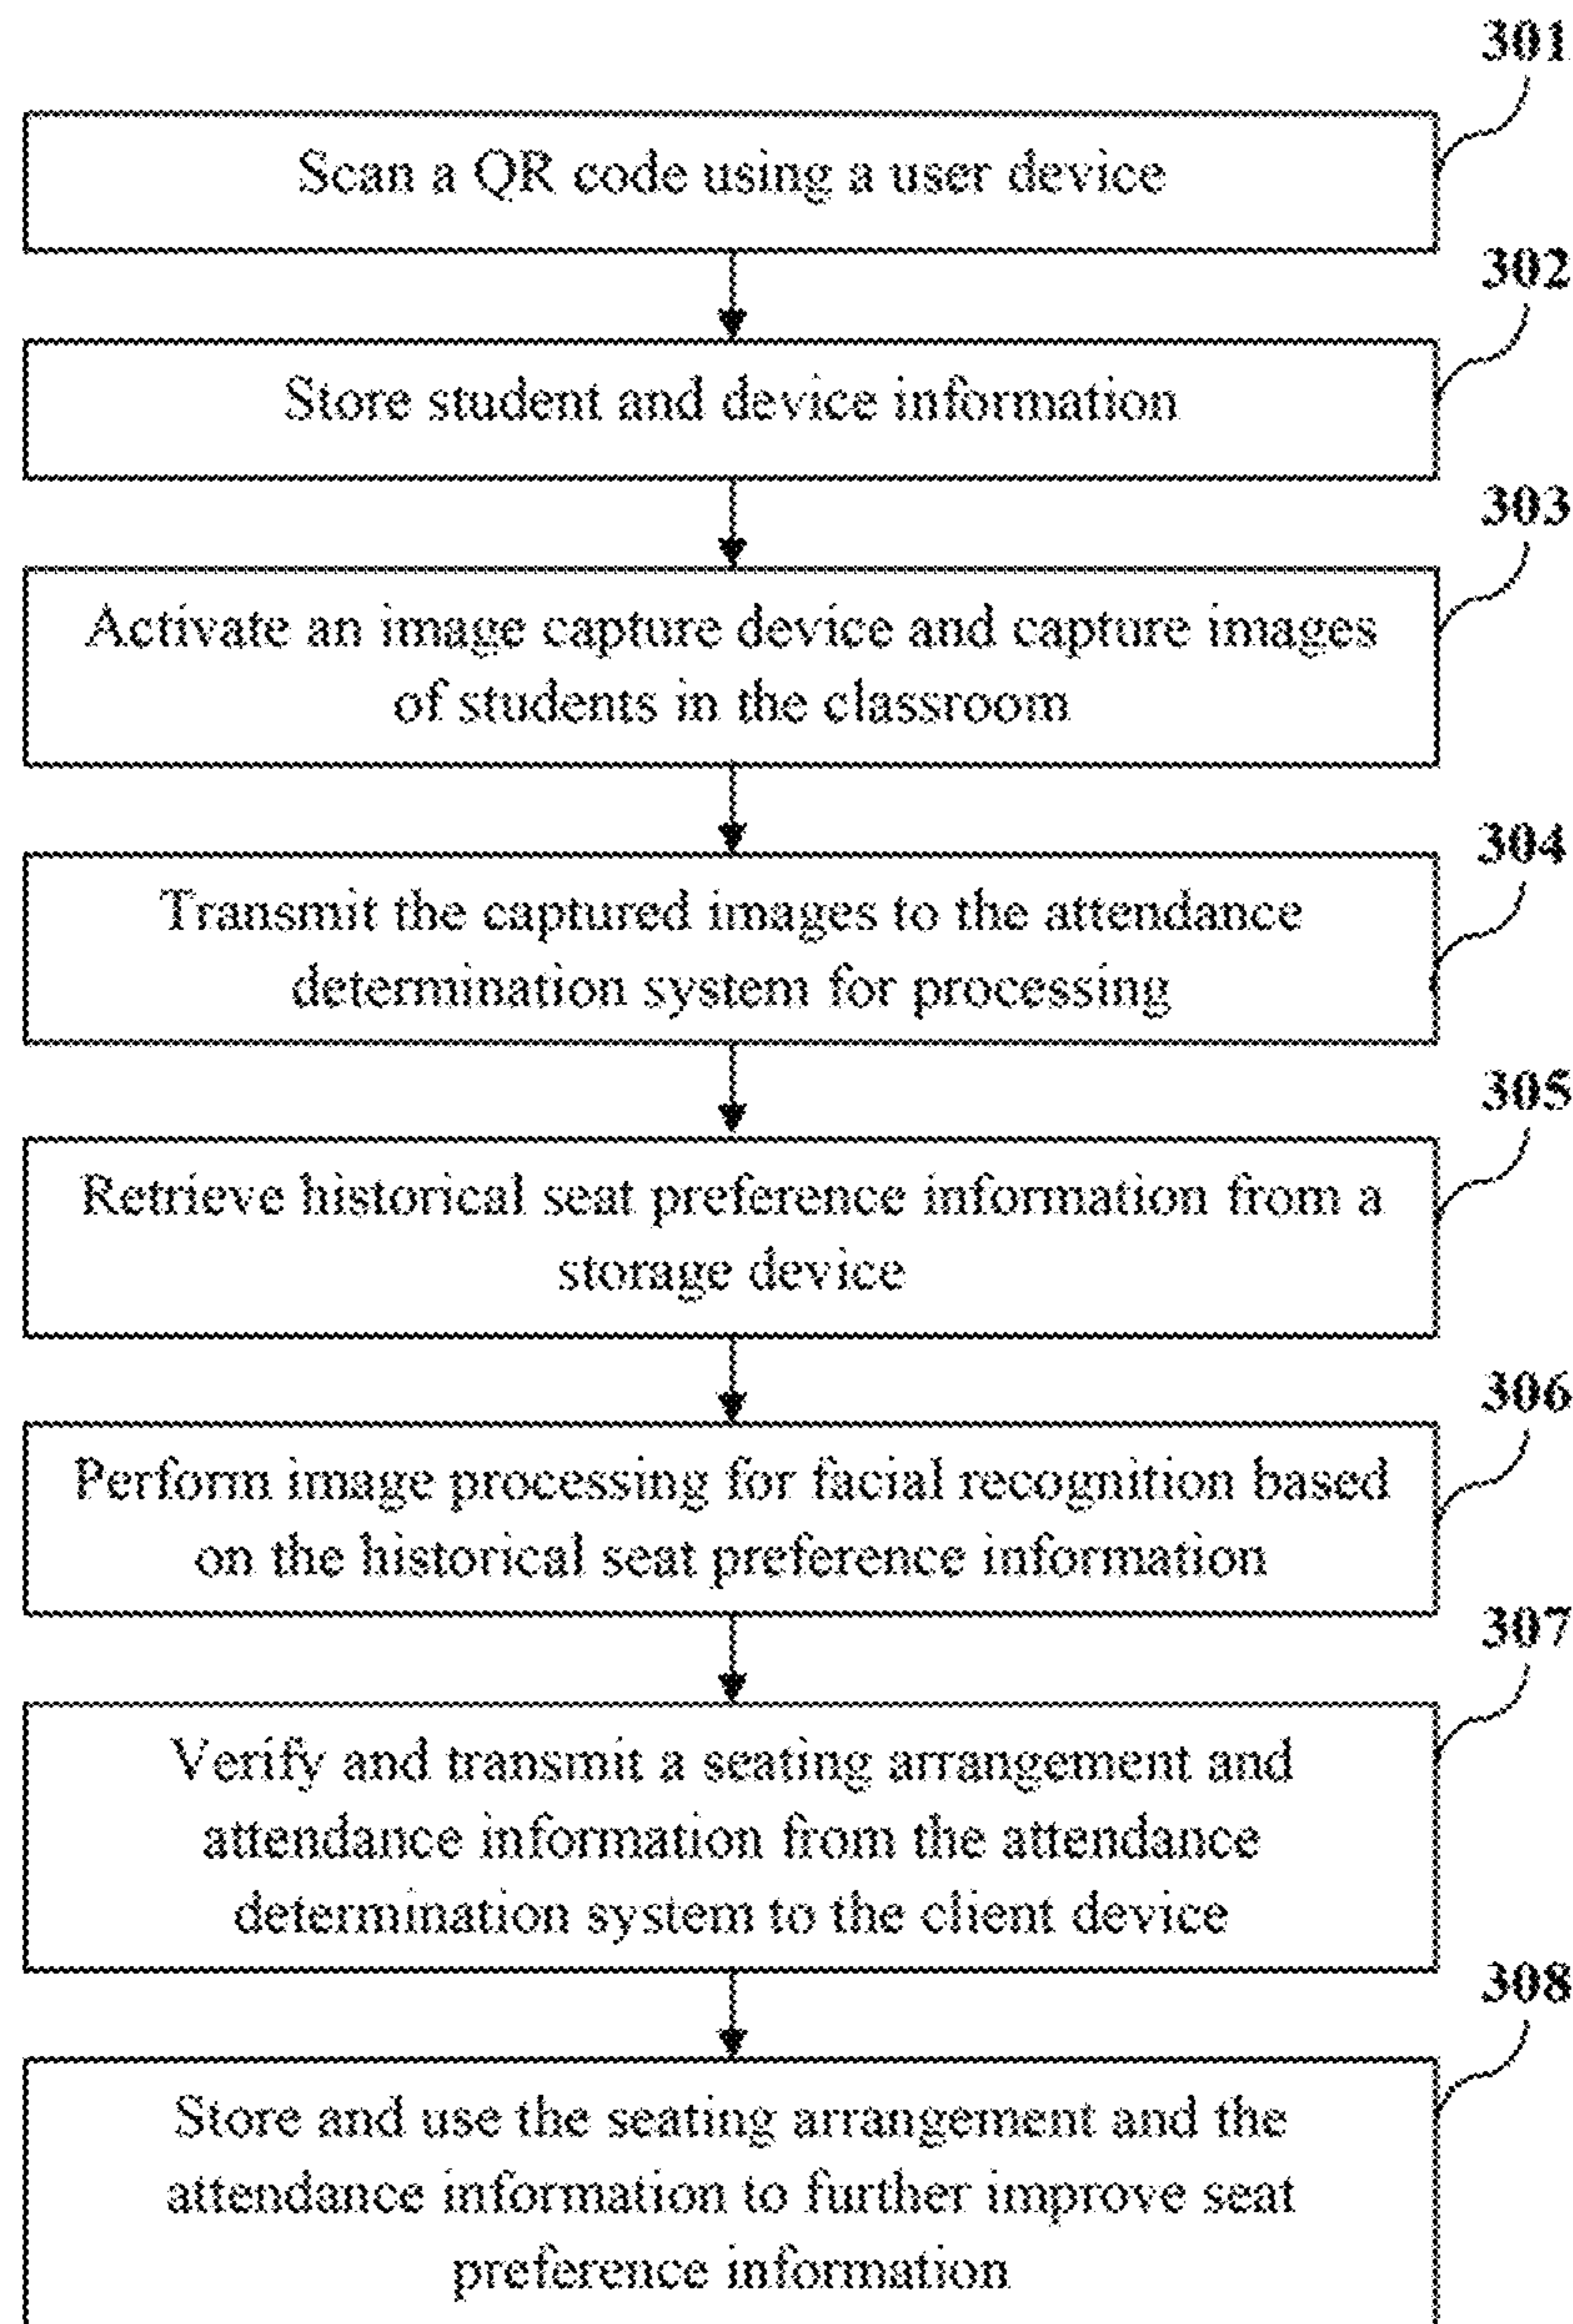 301
Scan a QR code using a user device
302
Store student and device information
303
Activate an image capture device and capture images
of students in the classroom
304
Transmit the captured images to the attendance
determination system for processing
305
Retrieve historical seat preference information from a
storage device
306
Perform image processing for facial recognition based
on the historical seat preference information
307
Verify and transmit a seating arrangement and
attendance information from the attendance
determination system to the client device
308
Store and use the seating arrangement and the
attendance information to further improve seat
preference information